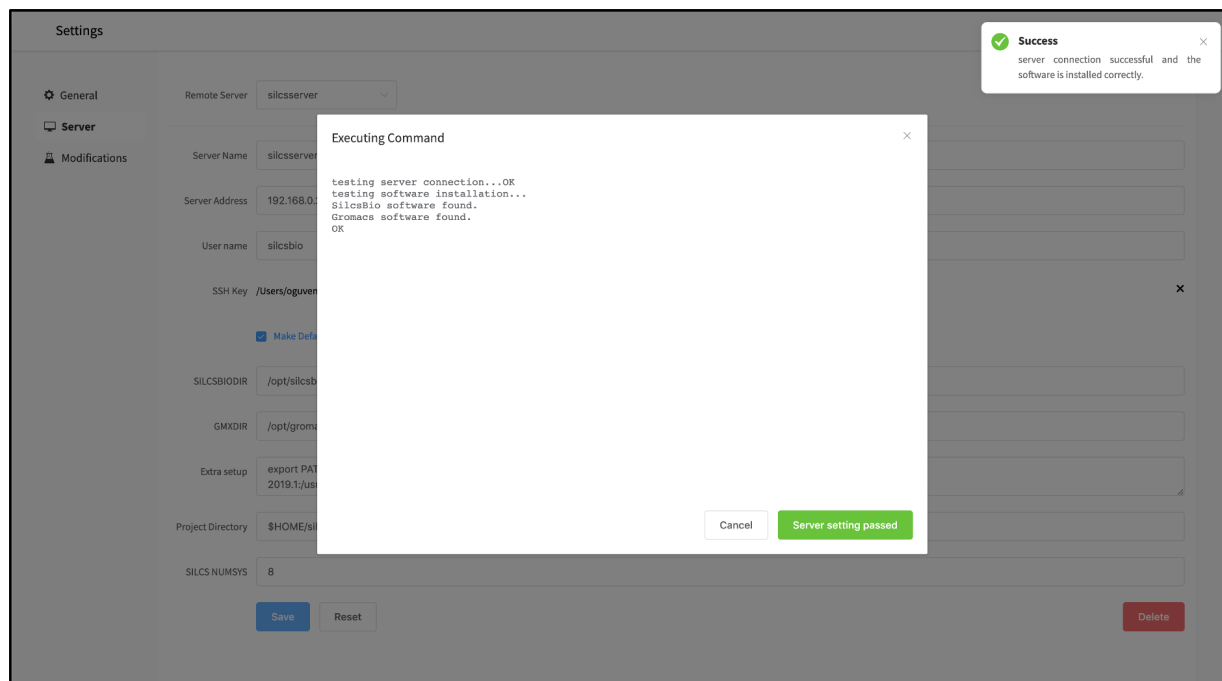 Settings
Success
server connection successful and the
software is installed correctly.
General
Server
Modifications
Remote Server
silcsserver
Executing Command
testing server connection...OK
testing software installation...
SilcsBio software found.
Gromacs software found.
OK
Cancel
Server setting passed
Server Name
silcsserver
Server Address
192.168.0.
User name
silcsbio
SSH Key
/Users/oguven
Make Defa
SILCSBIODIR
/opt/silcsb
GMXDIR
/opt/groma
Extra setup
export PAT
2019.1:/us
Project Directory
$HOME/sil
SILCS NUMSYS
8
Save
Reset
Delete